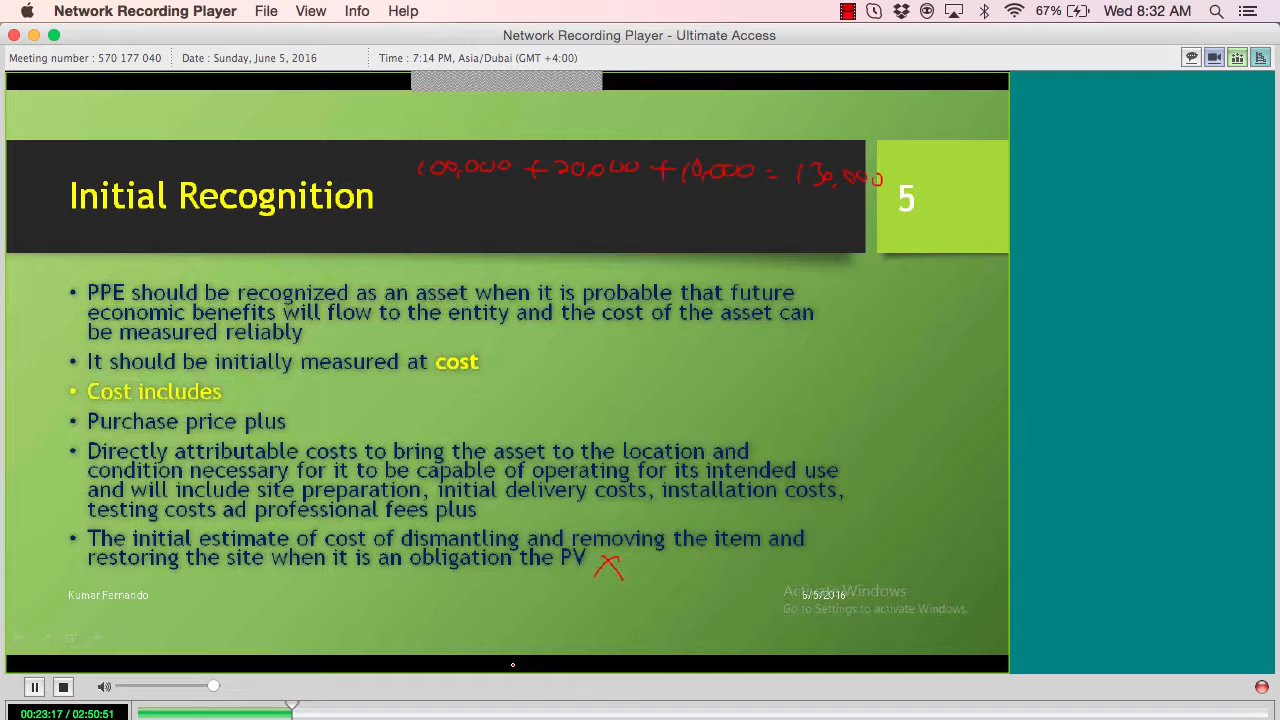 Network Recording Player File View Info Help 67% Wed 8:32 AM
Network Recording Player - Ultimate Access
Meeting number : 570 177 040 Date : Sunday, June 5, 2016 Time : 7:14 PM, Asia/Dubai (GMT +4:00)
100,000 + 20,000 + 10,000 = 130,000
Initial Recognition
5
• PPE should be recognized as an asset when it is probable that future
economic benefits will flow to the entity and the cost of the asset can
be measured reliably
• It should be initially measured at cost
• Cost includes
• Purchase price plus
• Directly attributable costs to bring the asset to the location and
condition necessary for it to be capable of operating for its intended use
and will include site preparation, initial delivery costs, installation costs,
testing costs ad professional fees plus
• The initial estimate of cost of dismantling and removing the item and
restoring the site when it is an obligation the PV
Kumar Fernando
6/5/2016
Activate Windows
Go to Settings to activate Windows.
00:23:17 / 02:50:51